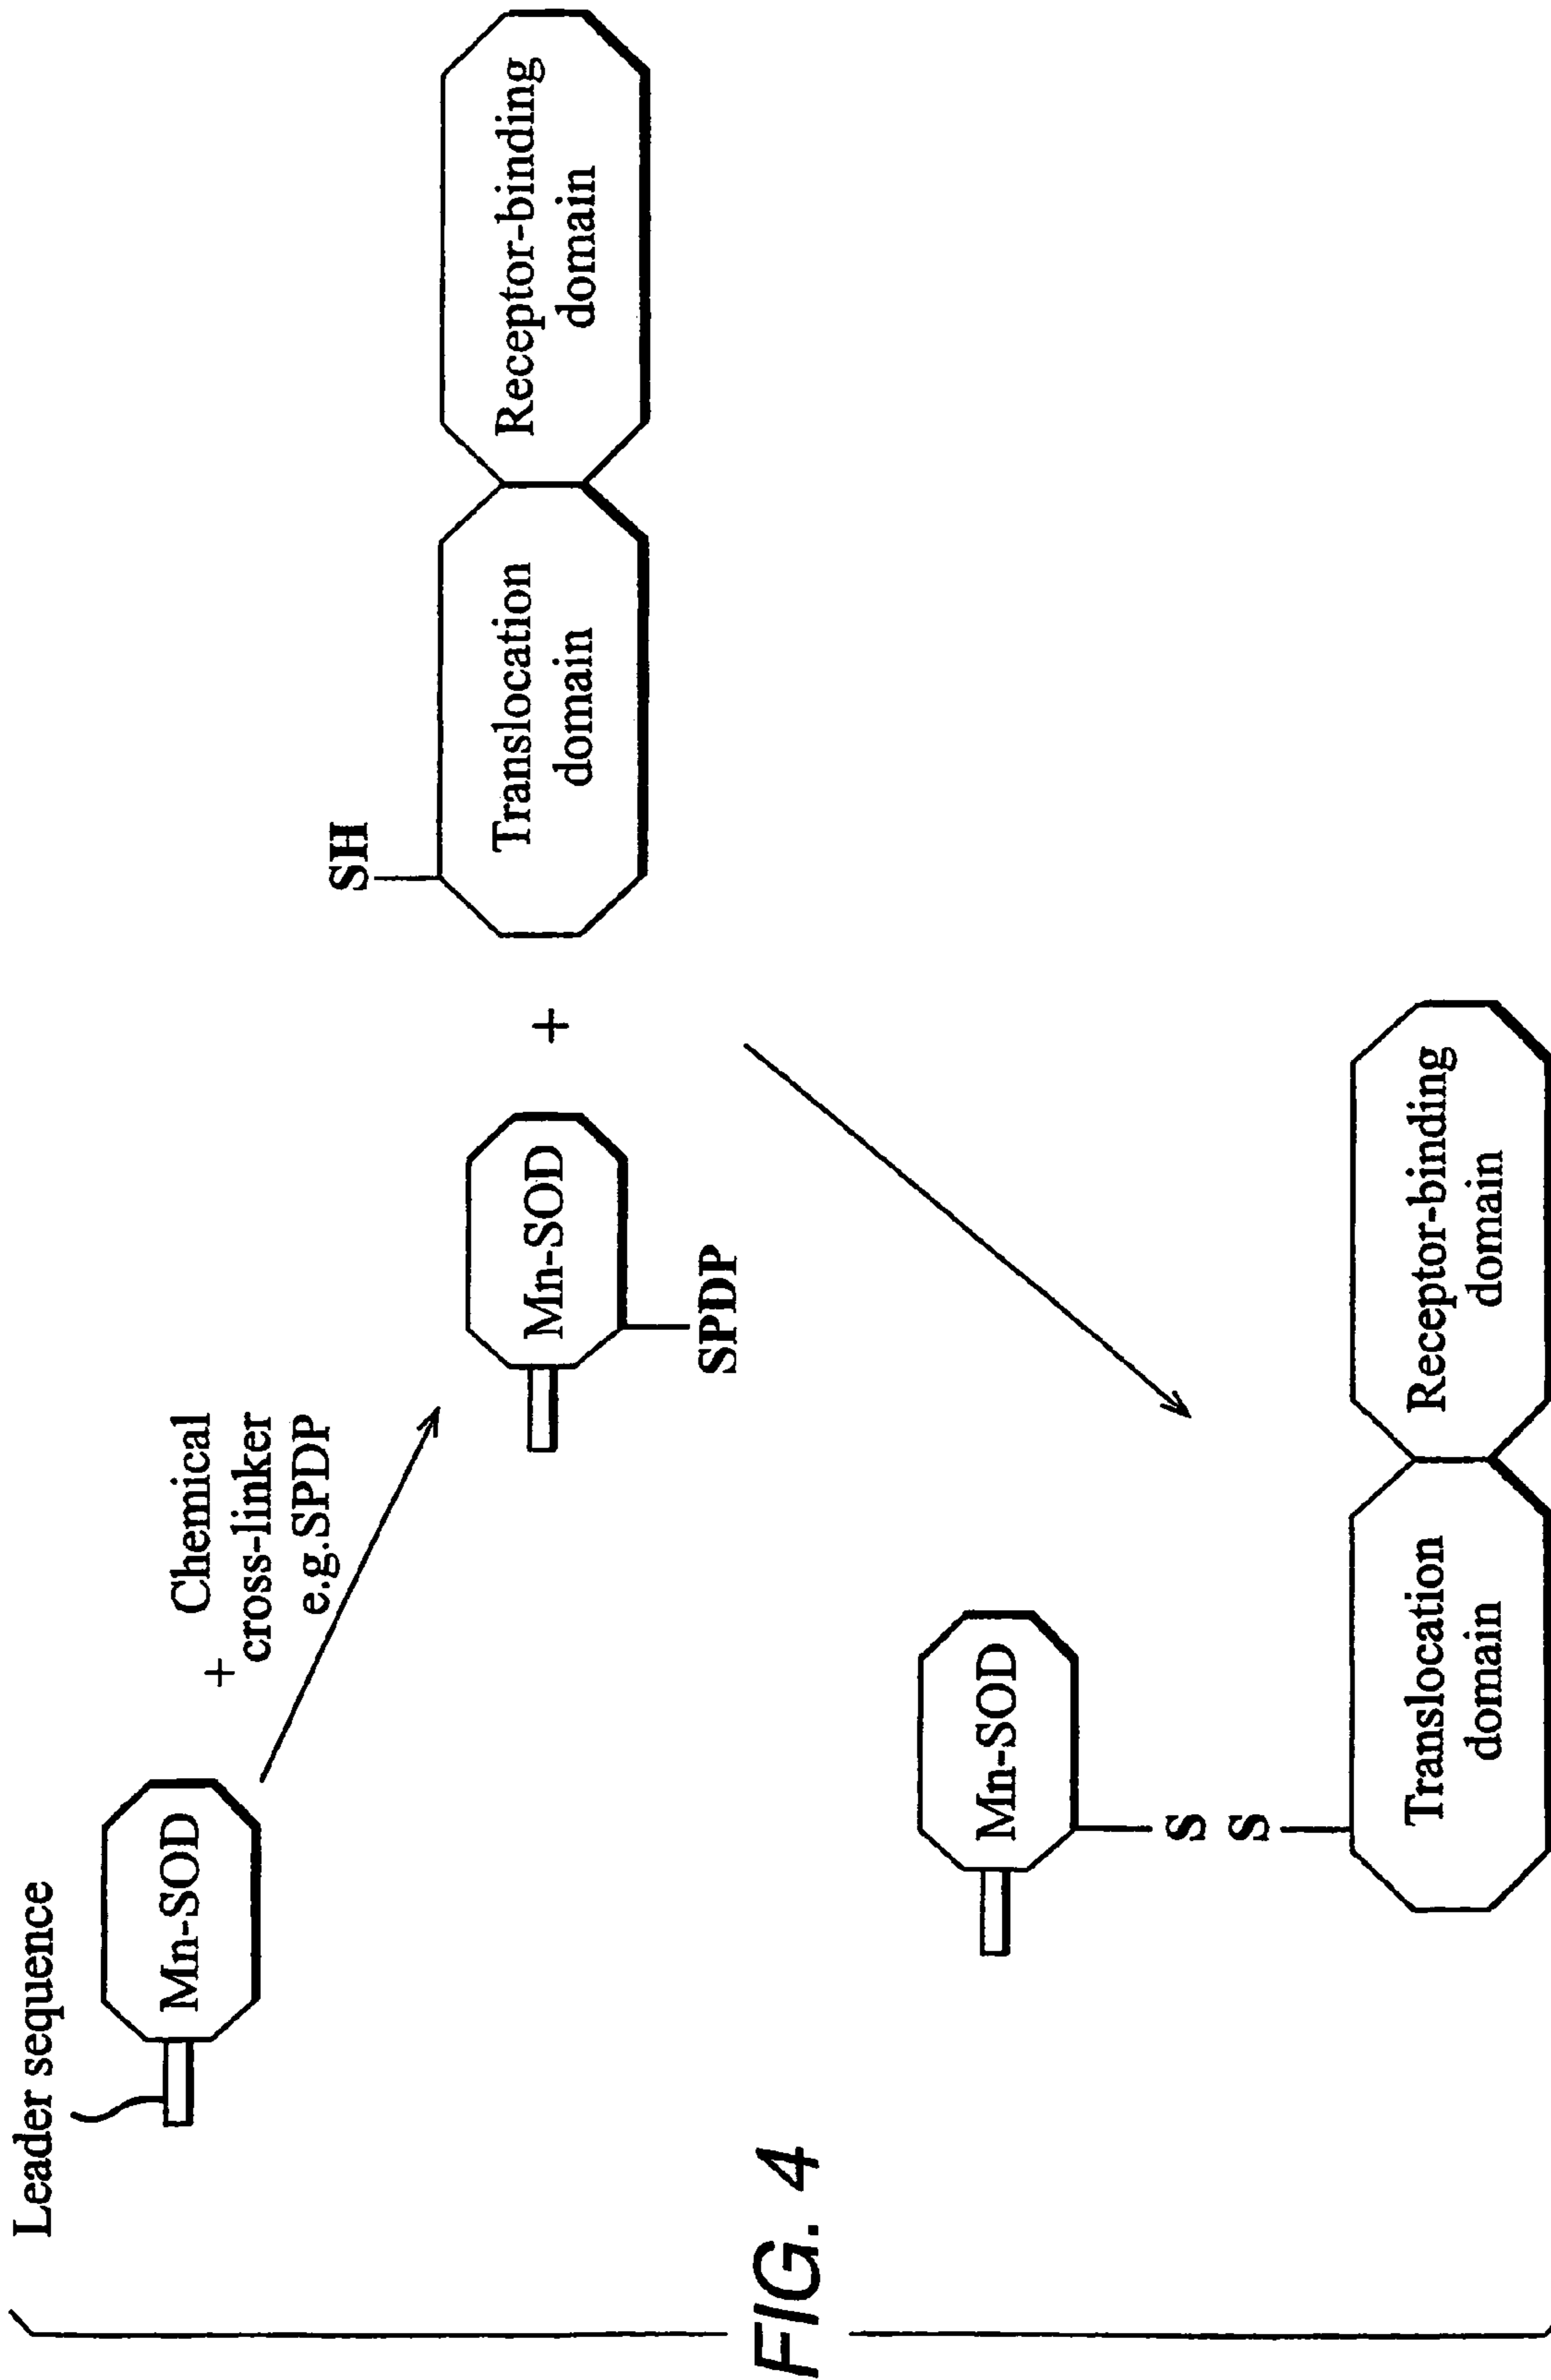 Leader sequence
Mn-SOD
+
Chemical
cross-linker
e.g.SPDP
Mn-SOD
SPDP
+
SH
Translocation
domain
Receptor-binding
domain
Mn-SOD
S
S
Translocation
domain
Receptor-binding
domain
FIG. 4